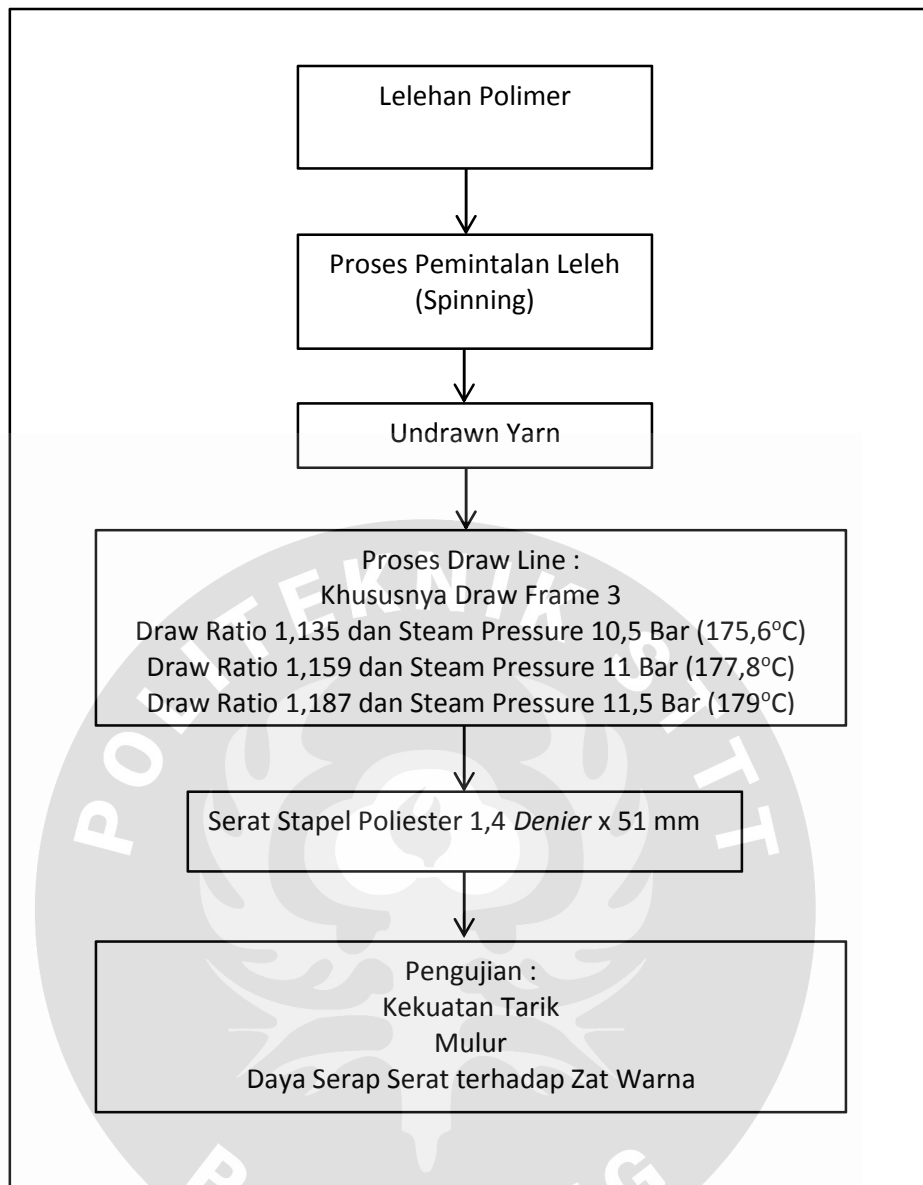 Lelehan Polimer
Proses Pemintalan Leleh
(Spinning)
Undrawn Yarn
Proses Draw Line :
Khususnya Draw Frame 3
Draw Ratio 1,135 dan Steam Pressure 10,5 Bar (175,6°C)
Draw Ratio 1,159 dan Steam Pressure 11 Bar (177,8°C)
Draw Ratio 1,187 dan Steam Pressure 11,5 Bar (179°C)
Serat Stapel Poliester 1,4 Denier x 51 mm
Pengujian :
Kekuatan Tarik
Mulur
Daya Serap Serat terhadap Zat Warna
POLITEKNIK STTT